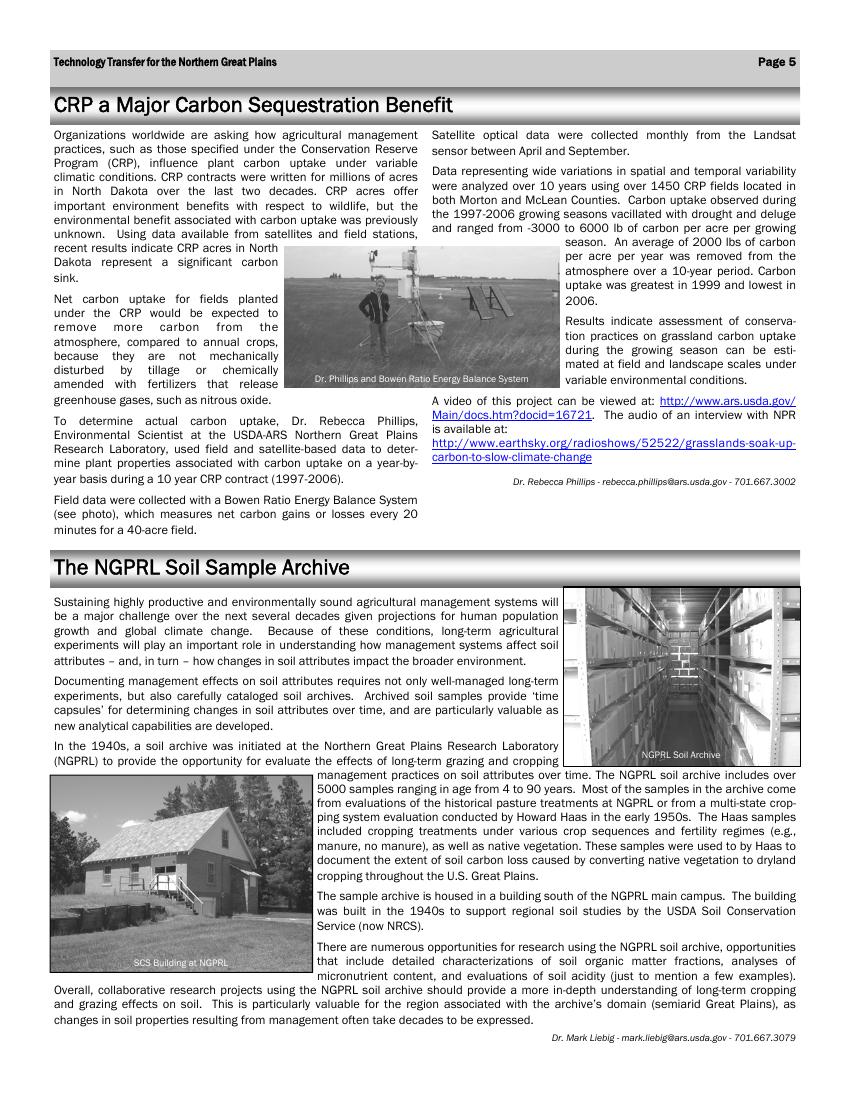 Technology Transfer for the Northern Great Plains
Page 5
CRP a Major Carbon Sequestration Benefit
Organizations worldwide are asking how agricultural management
practices, such as those specified under the Conservation Reserve
Program (CRP), influence plant carbon uptake under variable
climatic conditions. CRP contracts were written for millions of acres
in North Dakota over the last two decades. CRP acres offer
important environment benefits with respect to wildlife, but the
environmental benefit associated with carbon uptake was previously
unknown. Using data available from satellites and field stations,
recent results indicate CRP acres in North
Dakota represent a significant carbon
sink.
Net carbon uptake for fields planted
under the CRP would be expected to
remove more carbon from the
atmosphere, compared to annual crops,
because they are not mechanically
disturbed by tillage or chemically
amended with fertilizers that release
greenhouse gases, such as nitrous oxide.
To determine actual carbon uptake, Dr. Rebecca Phillips,
Environmental Scientist at the USDA-ARS Northern Great Plains
Research Laboratory, used field and satellite-based data to deter-
mine plant properties associated with carbon uptake on a year-by-
year basis during a 10 year CRP contract (1997-2006).
Field data were collected with a Bowen Ratio Energy Balance System
(see photo), which measures net carbon gains or losses every 20
minutes for a 40-acre field.
Dr. Phillips and Bowen Ratio Energy Balance System
Satellite optical data were collected monthly from the Landsat
sensor between April and September.
Data representing wide variations in spatial and temporal variability
were analyzed over 10 years using over 1450 CRP fields located in
both Morton and McLean Counties. Carbon uptake observed during
the 1997-2006 growing seasons vacillated with drought and deluge
and ranged from -3000 to 6000 lb of carbon per acre per growing
season. An average of 2000 lbs of carbon
per acre per year was removed from the
atmosphere over a 10-year period. Carbon
uptake was greatest in 1999 and lowest in
2006.
Results indicate assessment of conserva-
tion practices on grassland carbon uptake
during the growing season can be esti-
mated at field and landscape scales under
variable environmental conditions.
A video of this project can be viewed at: http://www.ars.usda.gov/
Main/docs.htm?docid=16721. The audio of an interview with NPR
is available at:
http://www.earthsky.org/radioshows/52522/grasslands-soak-up-
carbon-to-slow-climate-change
Dr. Rebecca Phillips - rebecca.phillips@ars.usda.gov - 701.667.3002
The NGPRL Soil Sample Archive
Sustaining highly productive and environmentally sound agricultural management systems will
be a major challenge over the next several decades given projections for human population
growth and global climate change. Because of these conditions, long-term agricultural
experiments will play an important role in understanding how management systems affect soil
attributes – and, in turn – how changes in soil attributes impact the broader environment.
Documenting management effects on soil attributes requires not only well-managed long-term
experiments, but also carefully cataloged soil archives. Archived soil samples provide ‘time
capsules’ for determining changes in soil attributes over time, and are particularly valuable as
new analytical capabilities are developed.
In the 1940s, a soil archive was initiated at the Northern Great Plains Research Laboratory
(NGPRL) to provide the opportunity for evaluate the effects of long-term grazing and cropping
NGPRL Soil Archive
management practices on soil attributes over time. The NGPRL soil archive includes over
5000 samples ranging in age from 4 to 90 years. Most of the samples in the archive come
from evaluations of the historical pasture treatments at NGPRL or from a multi-state crop-
ping system evaluation conducted by Howard Haas in the early 1950s. The Haas samples
included cropping treatments under various crop sequences and fertility regimes (e.g.,
manure, no manure), as well as native vegetation. These samples were used to by Haas to
document the extent of soil carbon loss caused by converting native vegetation to dryland
cropping throughout the U.S. Great Plains.
The sample archive is housed in a building south of the NGPRL main campus. The building
was built in the 1940s to support regional soil studies by the USDA Soil Conservation
Service (now NRCS).
There are numerous opportunities for research using the NGPRL soil archive, opportunities
that include detailed characterizations of soil organic matter fractions, analyses of
micronutrient content, and evaluations of soil acidity (just to mention a few examples).
SCS Building at NGPRL
Overall, collaborative research projects using the NGPRL soil archive should provide a more in-depth understanding of long-term cropping
and grazing effects on soil. This is particularly valuable for the region associated with the archive’s domain (semiarid Great Plains), as
changes in soil properties resulting from management often take decades to be expressed.
Dr. Mark Liebig - mark.liebig@ars.usda.gov - 701.667.3079